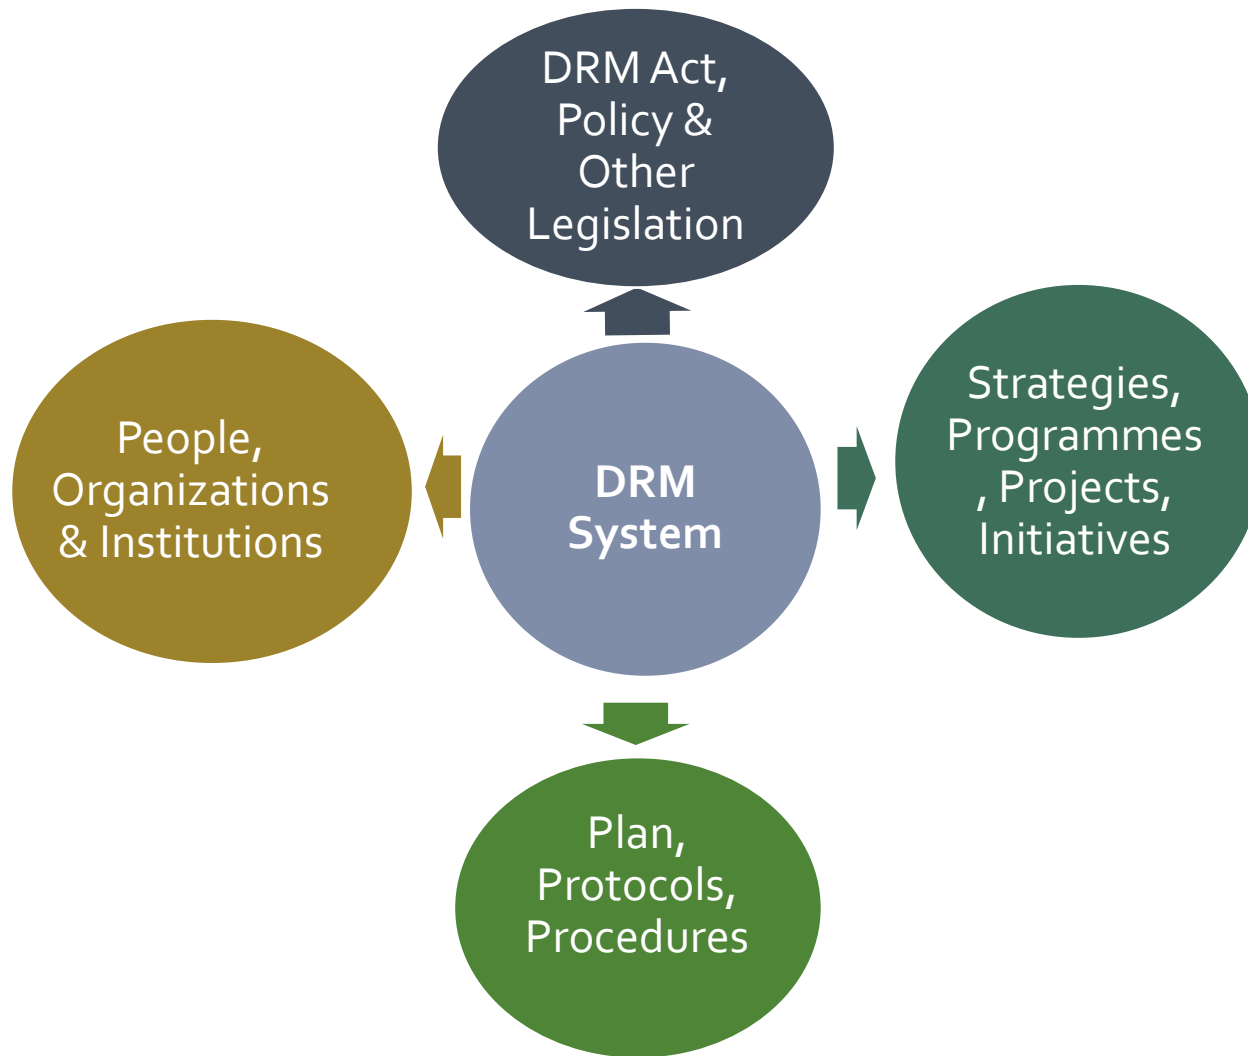 DRM Act,
Policy &
Other
Legislation
People,
Organizations
& Institutions
DRM
System
Strategies,
Programmes
, Projects,
Initiatives
Plan,
Protocols,
Procedures